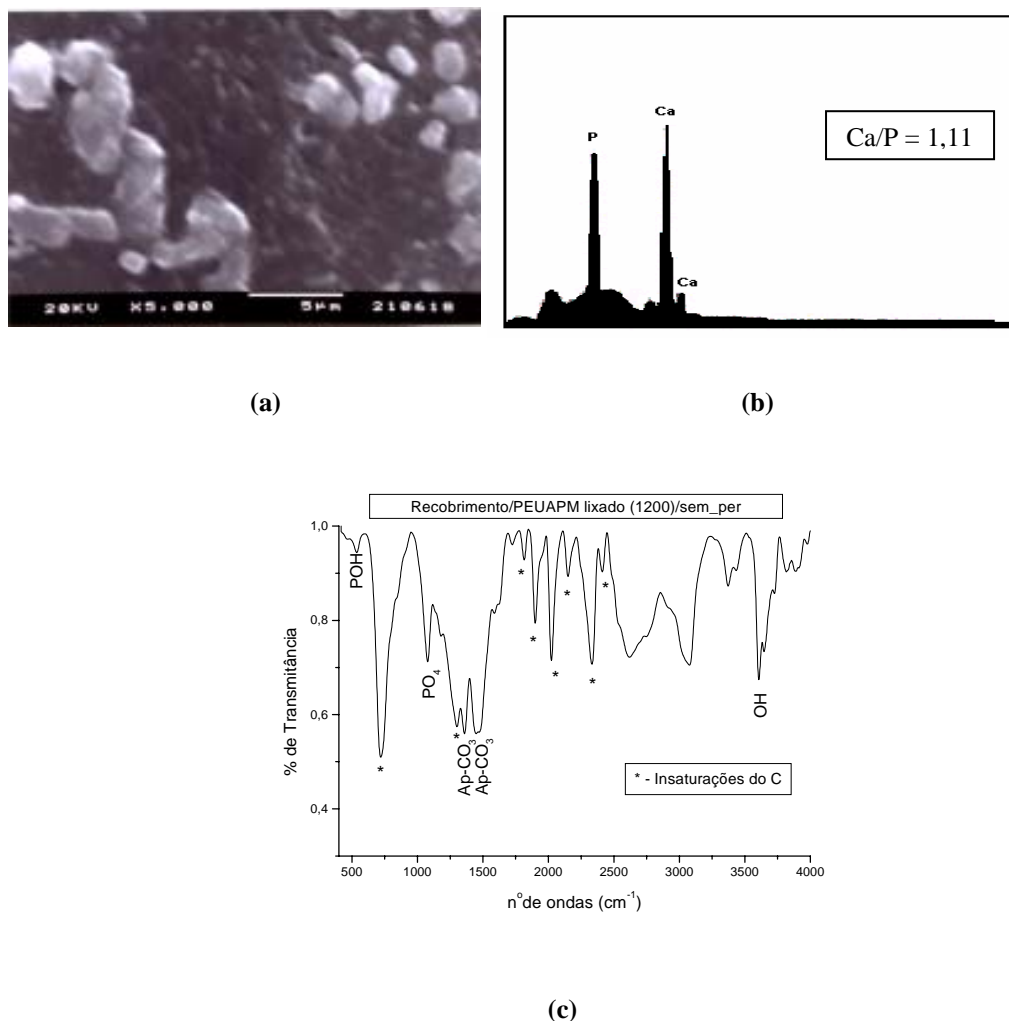 20KV X5.000 5µm 210618
P
Ca
Ca
Ca/P = 1,11
(a)
(b)
Recobrimento/PEUAPM lixado (1200)/sem_per
1,0
0,8
0,6
0,4
% de Transmitância
POH
*
PO₄
*
Ap-CO₃
Ap-CO₃
*
*
*
*
*
*
OH
* - Insaturações do C
500 1000 1500 2000 2500 3000 3500 4000
nº de ondas (cm⁻¹)
(c)